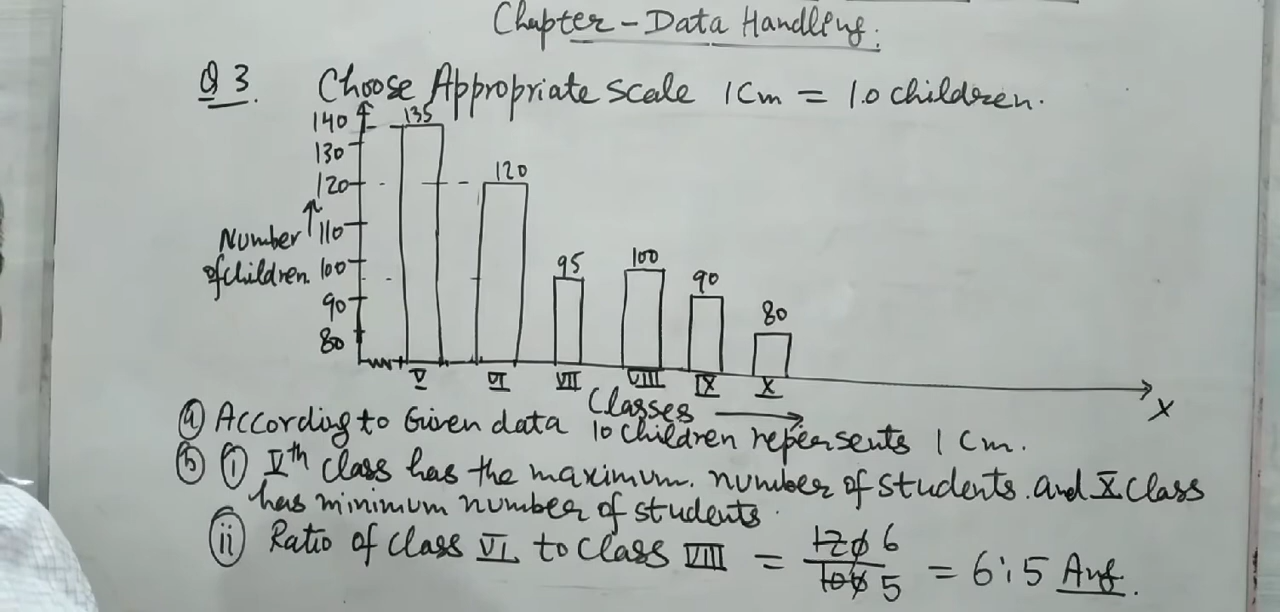 Chapter - Data Handling.
Q 3. Choose Appropriate Scale 1 Cm = 10 children.
140
135
130
120
120
Number
110
of children
100
95
100
90
90
80
80
V VI VII VIII IX X
Classes
X
(a) According to Given data 10 children repersents 1 Cm.
(b) (i) Vth class has the maximum. number of students. and X class
has minimum number of students.
(ii) Ratio of class VI to Class VIII = 120 6 / 100 5 = 6:5 Ans.